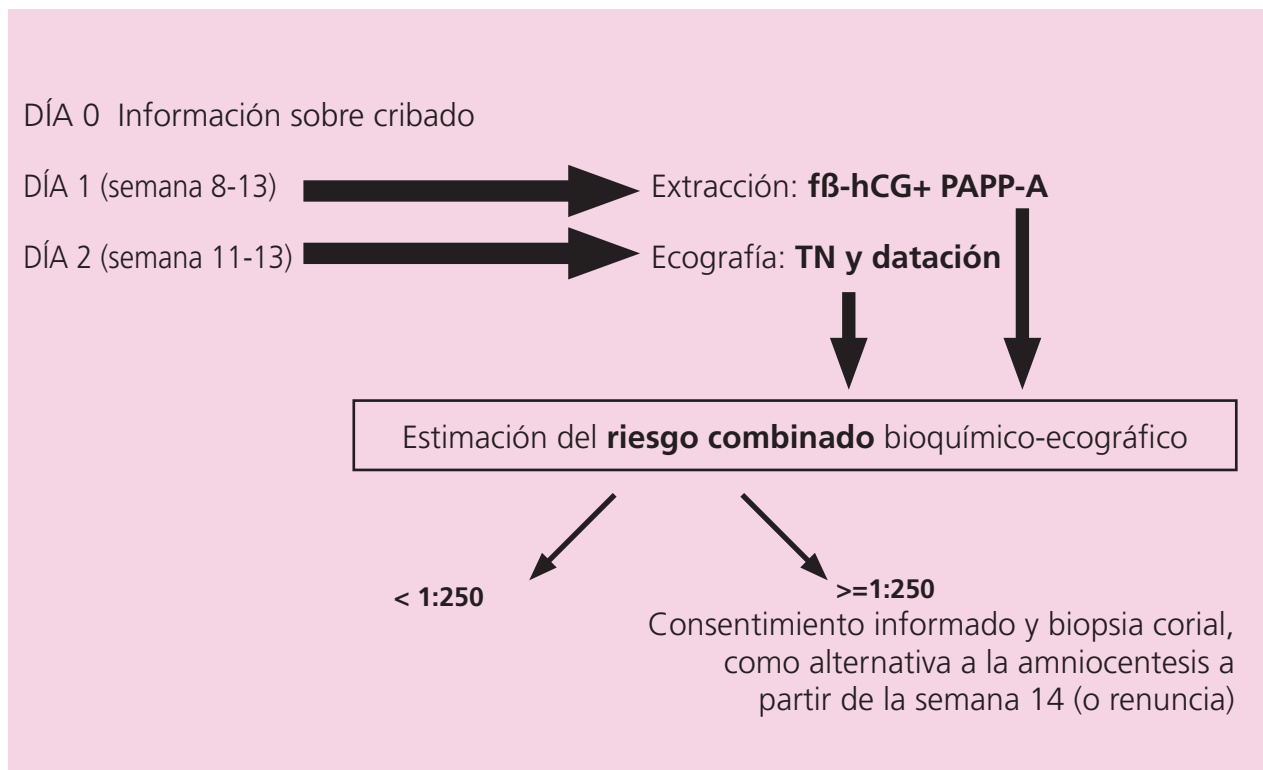 DÍA 0 Información sobre cribado
DÍA 1 (semana 8-13)
Extracción: fß-hCG+ PAPP-A
DÍA 2 (semana 11-13)
Ecografía: TN y datación
Estimación del riesgo combinado bioquímico-ecográfico
< 1:250
>=1:250
Consentimiento informado y biopsia corial,
como alternativa a la amniocentesis a
partir de la semana 14 (o renuncia)